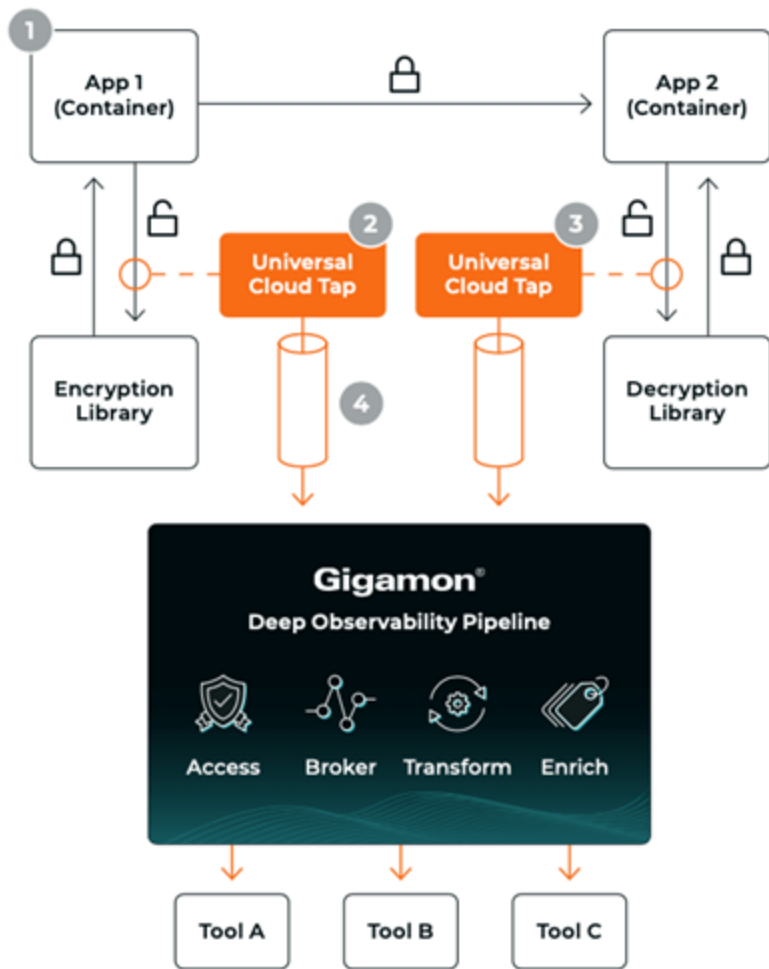 1
App 1
(Container)
App 2
(Container)
2
Universal
Cloud Tap
3
Universal
Cloud Tap
Encryption
Library
4
Decryption
Library
Gigamon®
Deep Observability Pipeline
Access
Broker
Transform
Enrich
Tool A
Tool B
Tool C